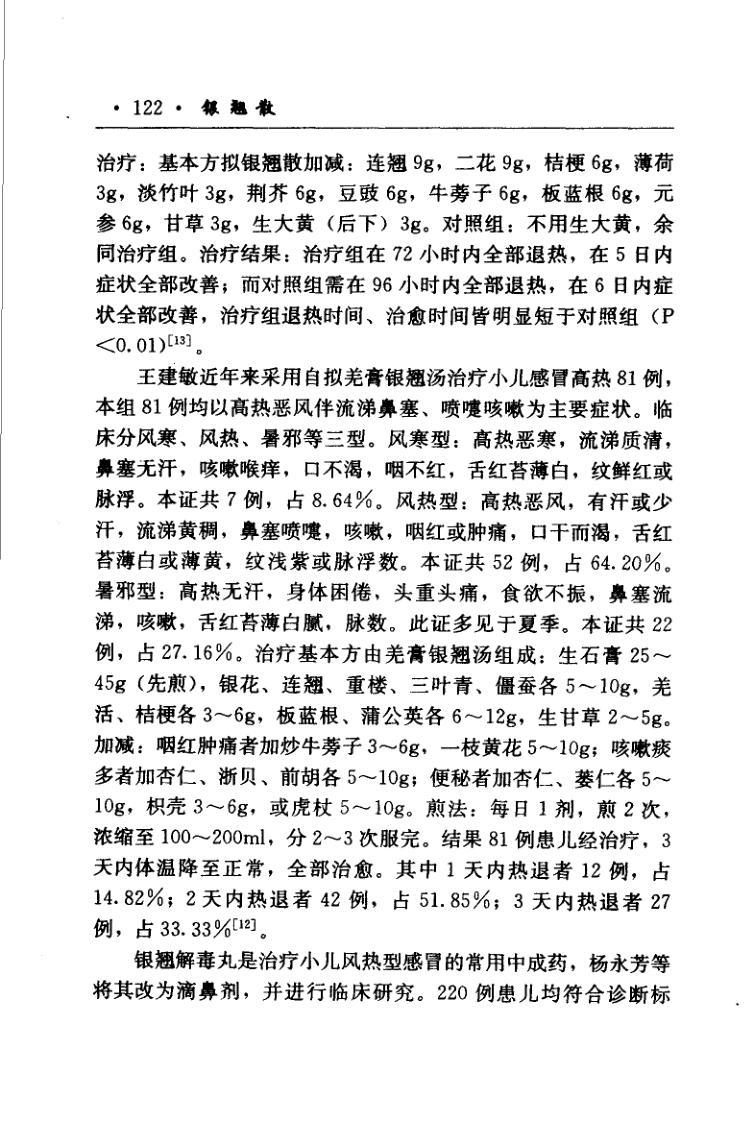 · 122 · 银翘散
治疗：基本方拟银翘散加减：连翘 9g，二花 9g，桔梗 6g，薄荷
3g，淡竹叶 3g，荆芥 6g，豆豉 6g，牛蒡子 6g，板蓝根 6g，元
参 6g，甘草 3g，生大黄（后下）3g。对照组：不用生大黄，余
同治疗组。治疗结果：治疗组在 72 小时内全部退热，在 5 日内
症状全部改善；而对照组需在 96 小时内全部退热，在 6 日内症
状全部改善，治疗组退热时间、治愈时间皆明显短于对照组（P
<0.01)[13]。
王建敏近年来采用自拟羌膏银翘汤治疗小儿感冒高热 81 例，
本组 81 例均以高热恶风伴流涕鼻塞、喷嚏咳嗽为主要症状。临
床分风寒、风热、暑邪等三型。风寒型：高热恶寒，流涕质清，
鼻塞无汗，咳嗽喉痒，口不渴，咽不红，舌红苔薄白，纹鲜红或
脉浮。本证共 7 例，占 8.64%。风热型：高热恶风，有汗或少
汗，流涕黄稠，鼻塞喷嚏，咳嗽，咽红或肿痛，口干而渴，舌红
苔薄白或薄黄，纹浅紫或脉浮数。本证共 52 例，占 64.20%。
暑邪型：高热无汗，身体困倦，头重头痛，食欲不振，鼻塞流
涕，咳嗽，舌红苔薄白腻，脉数。此证多见于夏季。本证共 22
例，占 27.16%。治疗基本方由羌膏银翘汤组成：生石膏 25～
45g（先煎），银花、连翘、重楼、三叶青、僵蚕各 5～10g，羌
活、桔梗各 3～6g，板蓝根、蒲公英各 6～12g，生甘草 2～5g。
加减：咽红肿痛者加炒牛蒡子 3～6g，一枝黄花 5～10g；咳嗽痰
多者加杏仁、浙贝、前胡各 5～10g；便秘者加杏仁、蒌仁各 5～
10g，枳壳 3～6g，或虎杖 5～10g。煎法：每日 1 剂，煎 2 次，
浓缩至 100～200ml，分 2～3 次服完。结果 81 例患儿经治疗，3
天内体温降至正常，全部治愈。其中 1 天内热退者 12 例，占
14.82%；2 天内热退者 42 例，占 51.85%；3 天内热退者 27
例，占 33.33%[12]。
银翘解毒丸是治疗小儿风热型感冒的常用中成药，杨永芳等
将其改为滴鼻剂，并进行临床研究。220 例患儿均符合诊断标